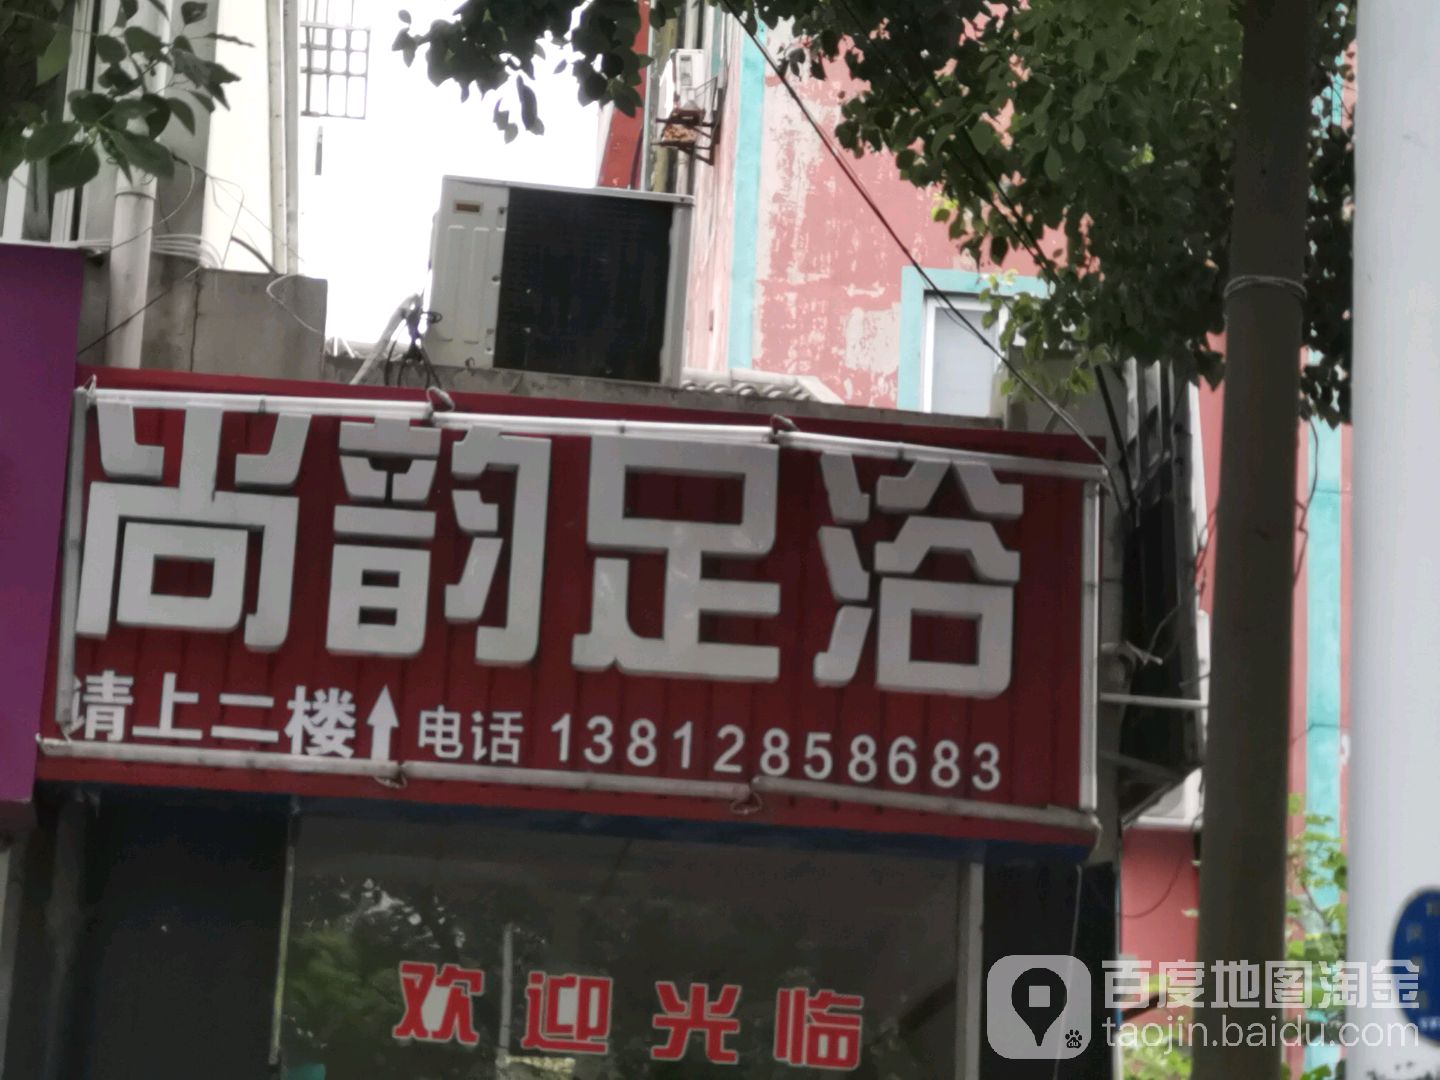 尚韵足浴
请上二楼 电话 13812858683
欢迎光临
百度地图淘金
taojin.baidu.com